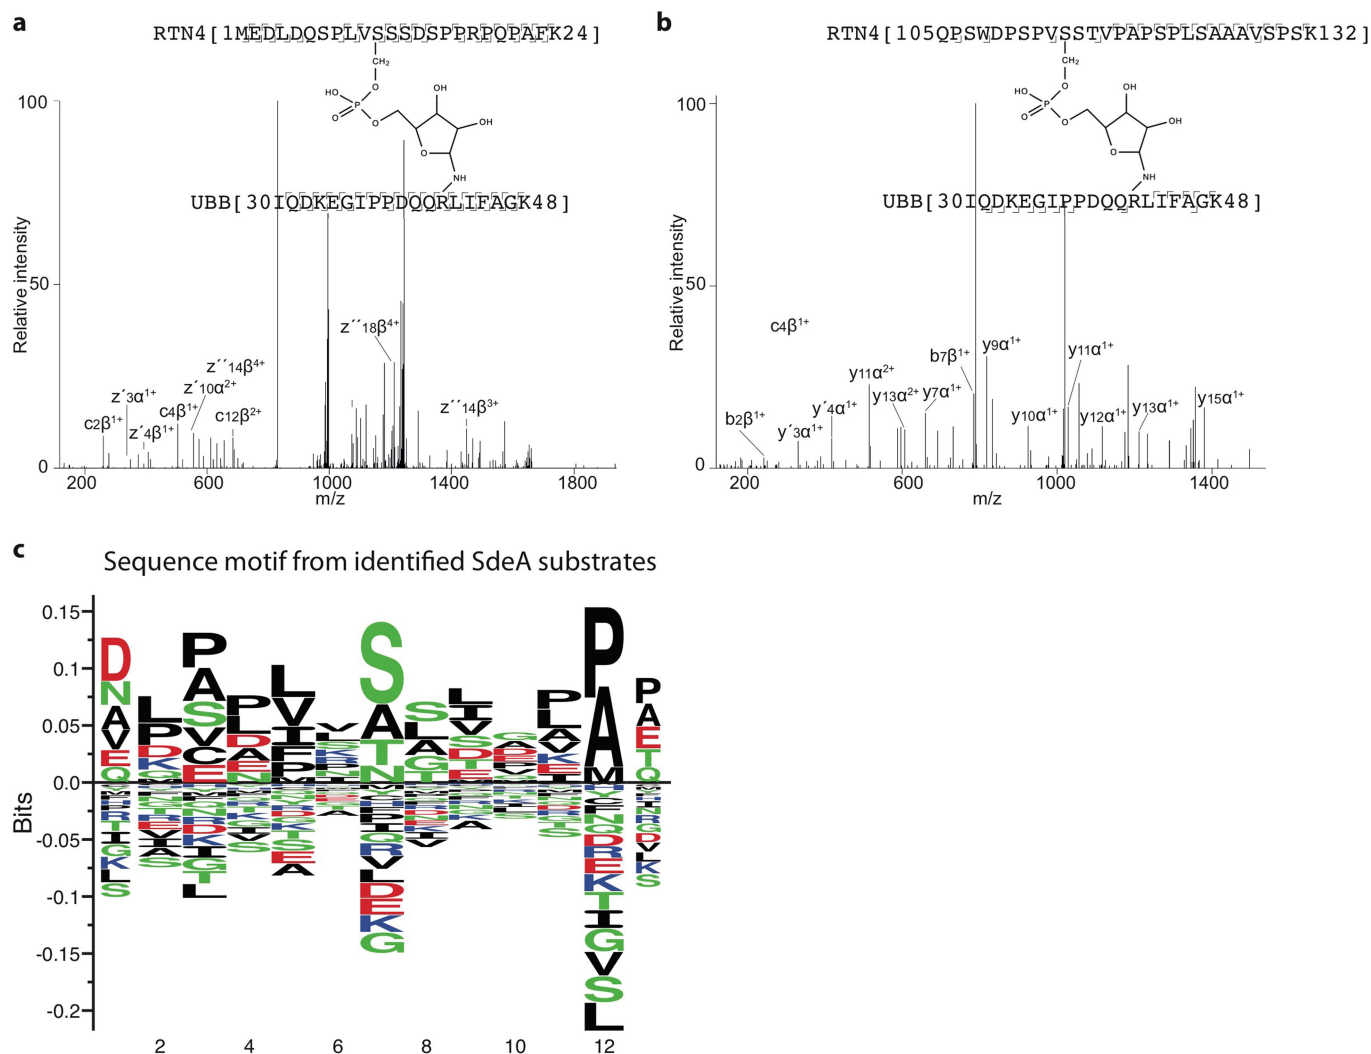 a
RTN4[1MEDLDQSPLVSSSDSPPRPQPAFK24]
CH2
O
HO
P
O
O
OH
OH
O
NH
UBB[30IQDKEGIPPDQQRLIFAGK48]
Relative intensity
100
50
0
c2β1+
z´3α1+
z´4β1+
c4β1+
z´10α2+
z´´14β4+
c12β2+
z´´18β4+
z´´14β3+
200
600
1000
1400
1800
m/z
b
RTN4[105QPSWDPSPVSSTVPAPSPLSAAAVSPSK132]
CH2
O
HO
P
O
O
OH
OH
O
NH
UBB[30IQDKEGIPPDQQRLIFAGK48]
Relative intensity
100
50
0
c4β1+
b2β1+
y´3α1+
y´4α1+
y11α2+
y13α2+
y7α1+
b7β1+
y9α1+
y10α1+
y11α1+
y12α1+
y13α1+
y15α1+
200
600
1000
1400
m/z
c
Sequence motif from identified SdeA substrates
Bits
0.15
0.1
0.05
0.0
-0.05
-0.1
-0.15
-0.2
2
4
6
8
10
12